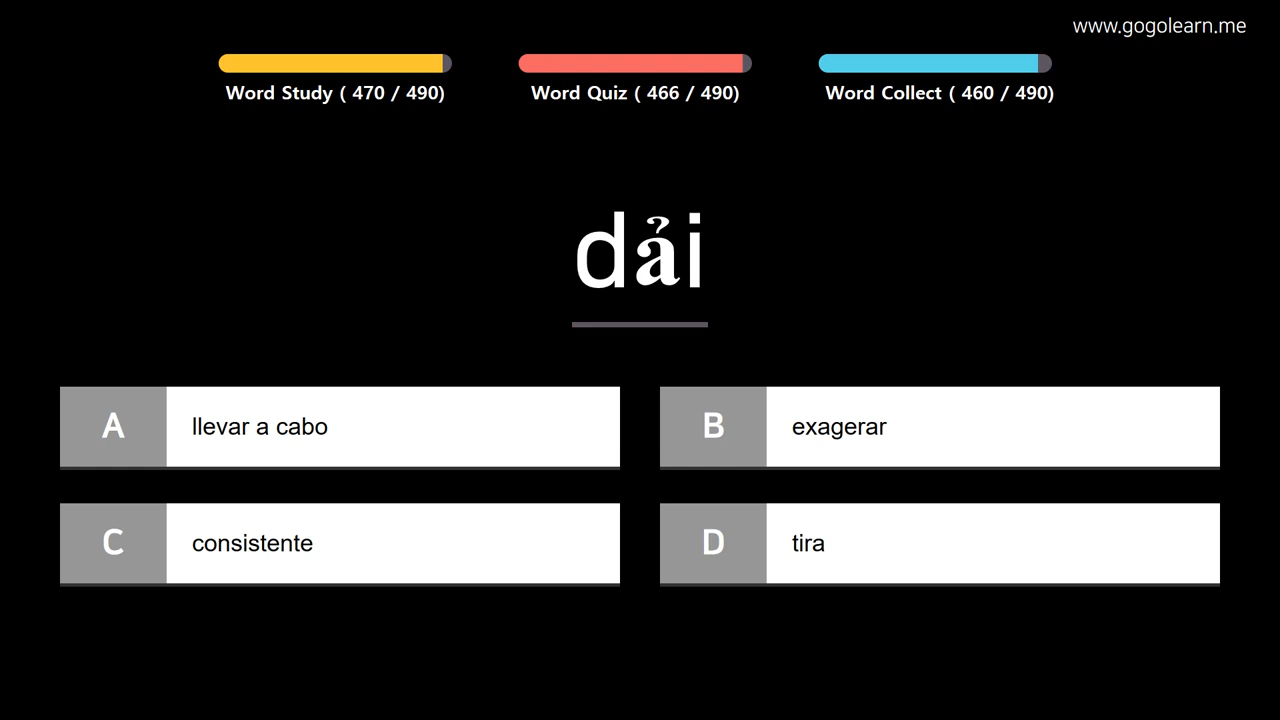 www.gogolearn.me
Word Study ( 470 / 490)
Word Quiz ( 466 / 490)
Word Collect ( 460 / 490)
dải
A llevar a cabo
B exagerar
C consistente
D tira